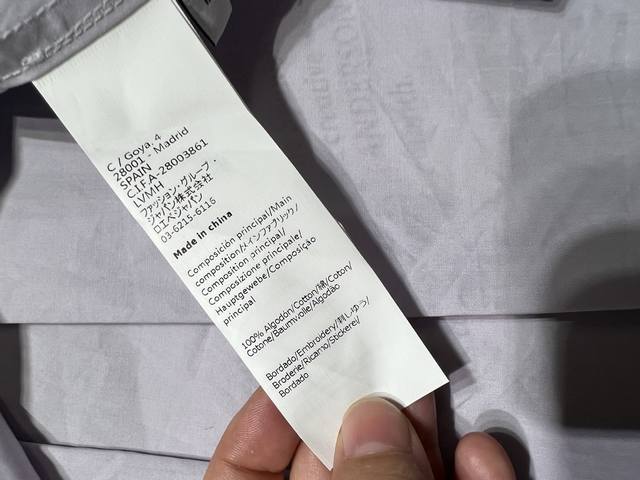 C / Goya, 4
28001 - Madrid
SPAIN
C.I.F.A-28003861
LVMH
ファッション・グループ・
ジャパン株式会社
ロエベジャパン
03-6215-6116
Made in china
Composición principal/Main
composition/メインファブリック/
Composition principal/
Composizione principale/
Hauptgewebe/Composição
principal
100% Algodón/Cotton/綿/Coton/
Cotone/Baumwolle/Algodão
Bordado/Embroidery/刺しゅう/
Broderie/Ricamo/Stickerei/
Bordado